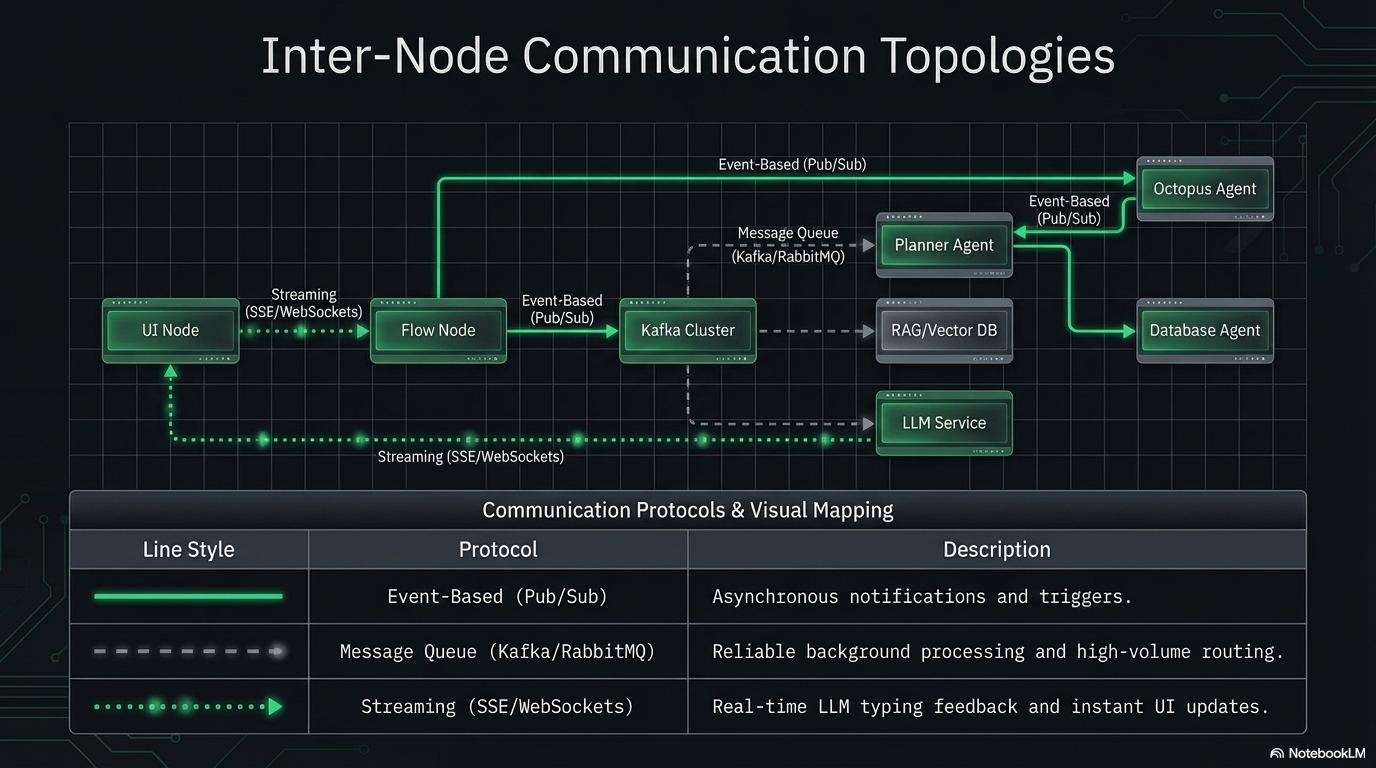 Inter-Node Communication Topologies
Event-Based (Pub/Sub)
Octopus Agent
Event-Based
(Pub/Sub)
Message Queue
(Kafka/RabbitMQ)
Planner Agent
Streaming
(SSE/WebSockets)
Event-Based
(Pub/Sub)
UI Node
Flow Node
Kafka Cluster
RAG/Vector DB
Database Agent
LLM Service
Streaming (SSE/WebSockets)
Communication Protocols & Visual Mapping
Line Style Protocol Description
Event-Based (Pub/Sub) Asynchronous notifications and triggers.
Message Queue (Kafka/RabbitMQ) Reliable background processing and high-volume routing.
Streaming (SSE/WebSockets) Real-time LLM typing feedback and instant UI updates.
NotebookLM